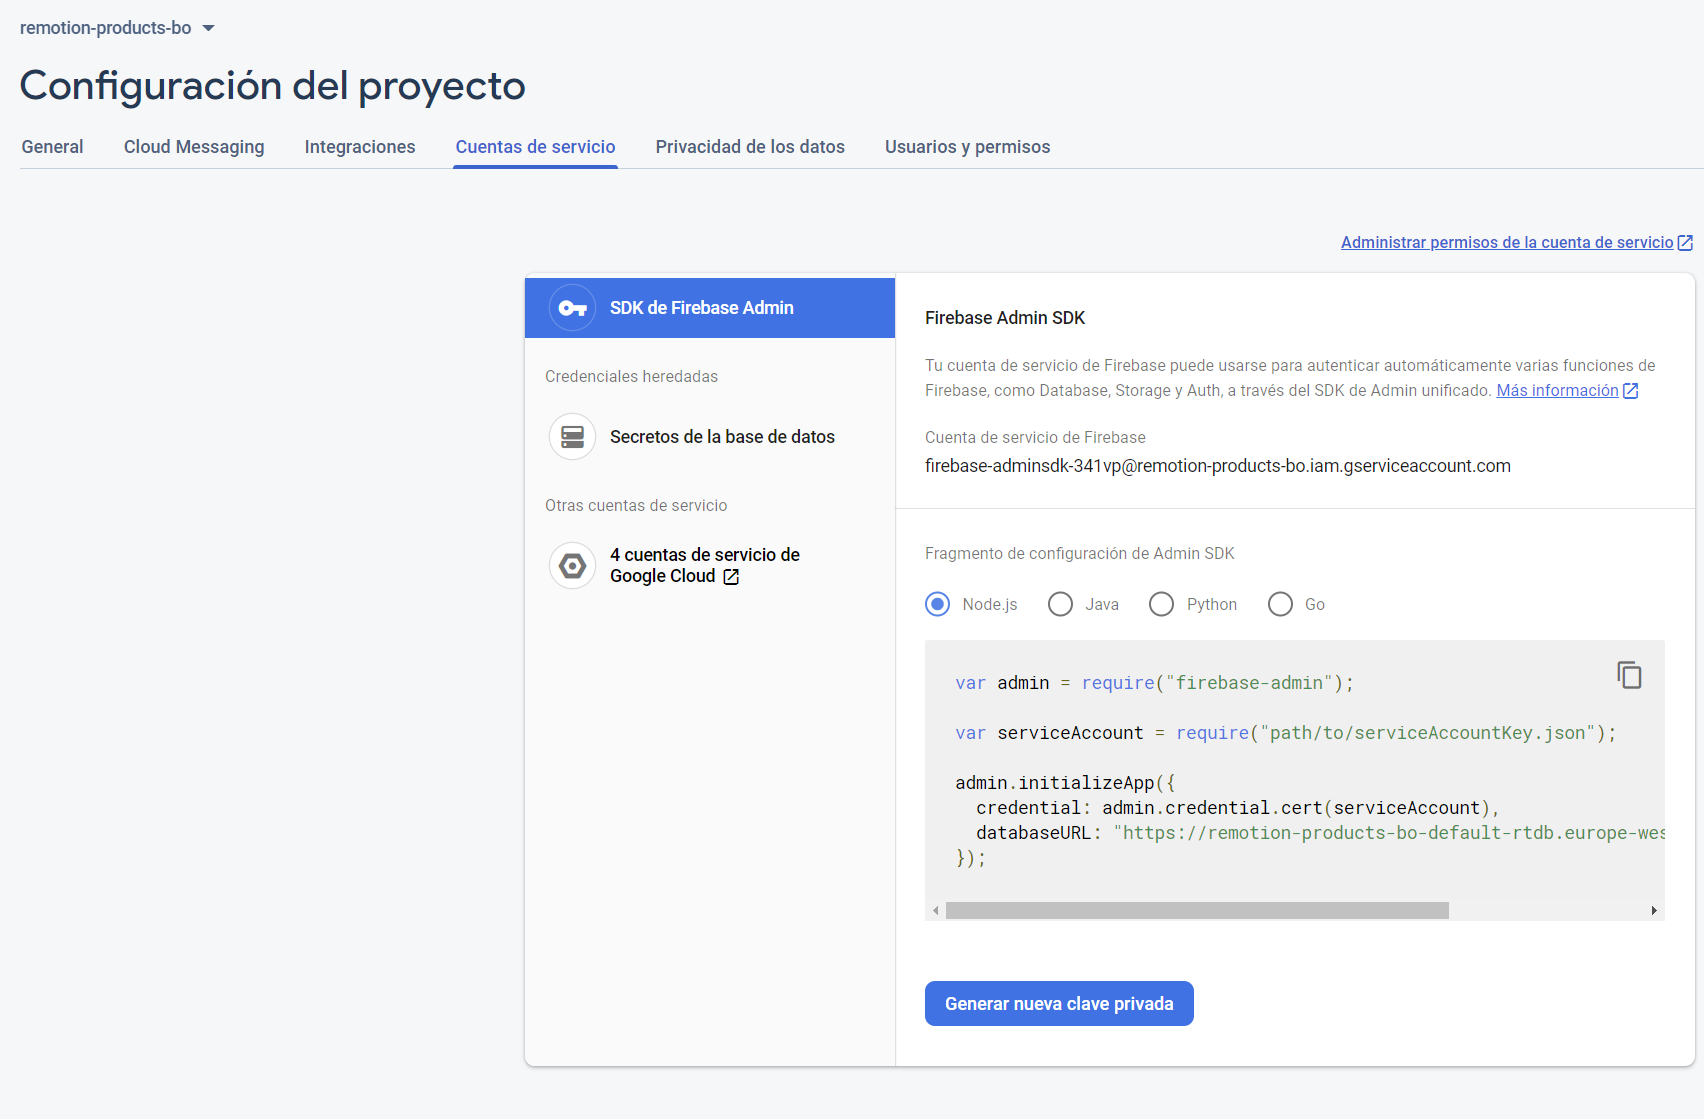 remotion-products-bo
Configuración del proyecto
General
Cloud Messaging
Integraciones
Cuentas de servicio
Privacidad de los datos
Usuarios y permisos
Administrar permisos de la cuenta de servicio
SDK de Firebase Admin
Credenciales heredadas
Secretos de la base de datos
Otras cuentas de servicio
4 cuentas de servicio de
Google Cloud
Firebase Admin SDK
Tu cuenta de servicio de Firebase puede usarse para autenticar automáticamente varias funciones de
Firebase, como Database, Storage y Auth, a través del SDK de Admin unificado. Más información
Cuenta de servicio de Firebase
firebase-adminsdk-341vp@remotion-products-bo.iam.gserviceaccount.com
Fragmento de configuración de Admin SDK
Node.js
Java
Python
Go
var admin = require("firebase-admin");
var serviceAccount = require("path/to/serviceAccountKey.json");
admin.initializeApp({
credential: admin.credential.cert(serviceAccount),
databaseURL: "https://remotion-products-bo-default-rtdb.europe-wes
});
Generar nueva clave privada